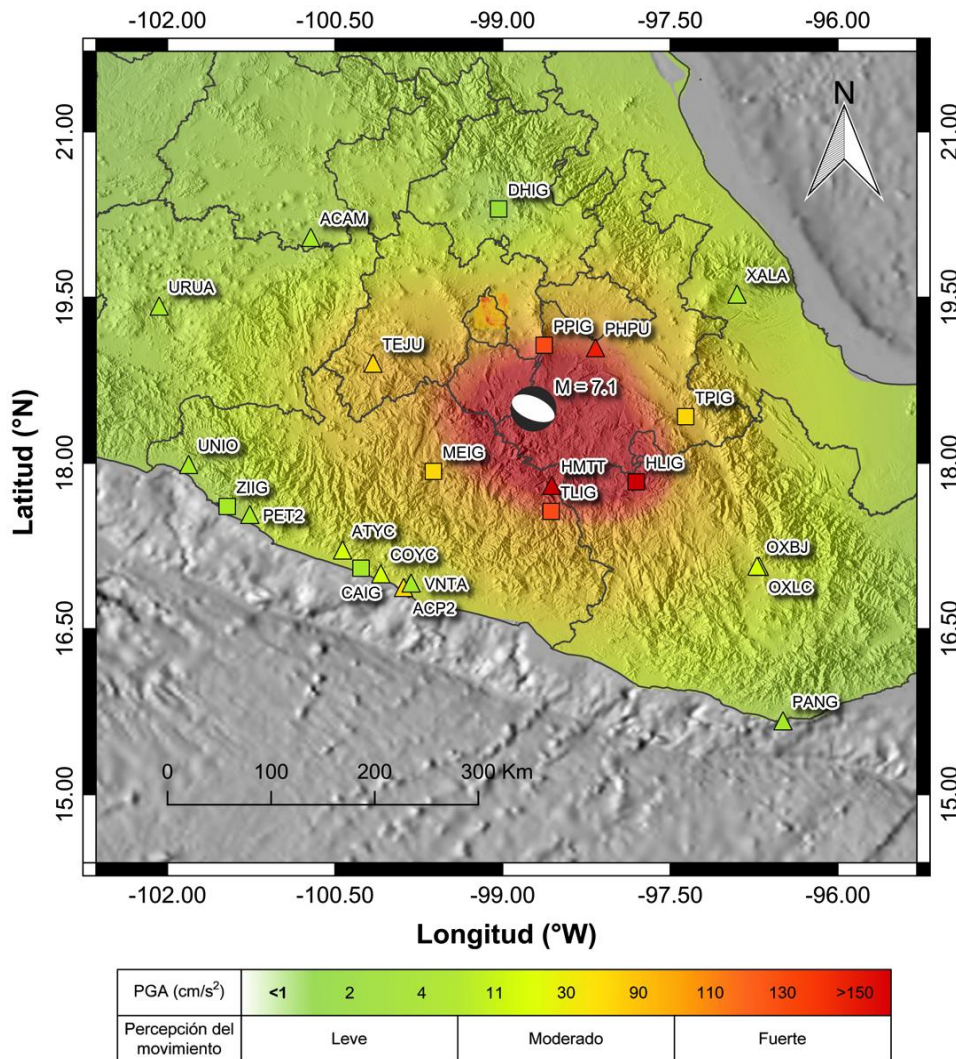 -102.00 -100.50 -99.00 -97.50 -96.00
N
21.00 21.00
DHIG
ACAM
XALA
19.50 19.50
URUA
PPIG PHPU
TEJU
M = 7.1
TPIG
Latitud (°N)
UNIO MEIG HMTT HLIG
18.00 18.00
ZIIG TLIG
PET2
ATYC
COYC OXBJ
CAIG VNTA OXLC
ACP2
16.50 16.50
PANG
0 100 200 300 Km
15.00 15.00
-102.00 -100.50 -99.00 -97.50 -96.00
Longitud (°W)
PGA (cm/s²) <1 2 4 11 30 90 110 130 >150
Percepción del
movimiento Leve Moderado Fuerte